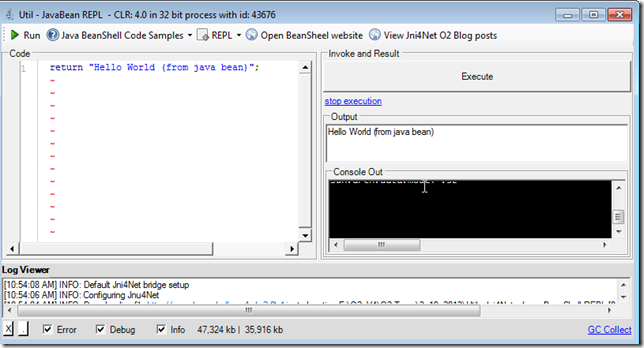 Util - JavaBean REPL - CLR: 4.0 in 32 bit process with id: 43676
Run Java BeanShell Code Samples REPL Open BeanSheel website View Jni4Net O2 Blog posts
Code
1 return "Hello World (from java bean)";
~
~
~
~
~
~
~
~
~
~
~
~
~
Invoke and Result
Execute
stop execution
Output
Hello World (from java bean)
Console Out
Log Viewer
[10:54:08 AM] INFO: Default Jni4Net bridge setup
[10:54:06 AM] INFO: Configuring Jnu4Net
X . Error Debug Info 47,324 kb | 35,916 kb GC Collect